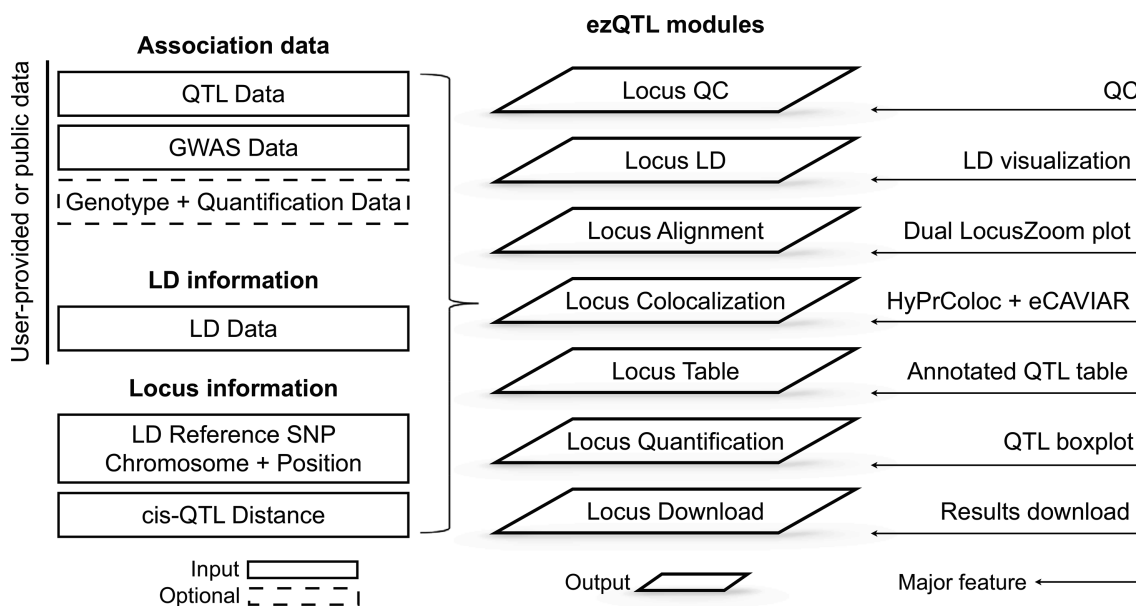 ezQTL modules
Association data
User-provided or public data
QTL Data
GWAS Data
Genotype + Quantification Data
LD information
LD Data
Locus information
LD Reference SNP
Chromosome + Position
cis-QTL Distance
Input
Optional
Locus QC
QC
Locus LD
LD visualization
Locus Alignment
Dual LocusZoom plot
Locus Colocalization
HyPrColoc + eCAVIAR
Locus Table
Annotated QTL table
Locus Quantification
QTL boxplot
Locus Download
Results download
Output
Major feature